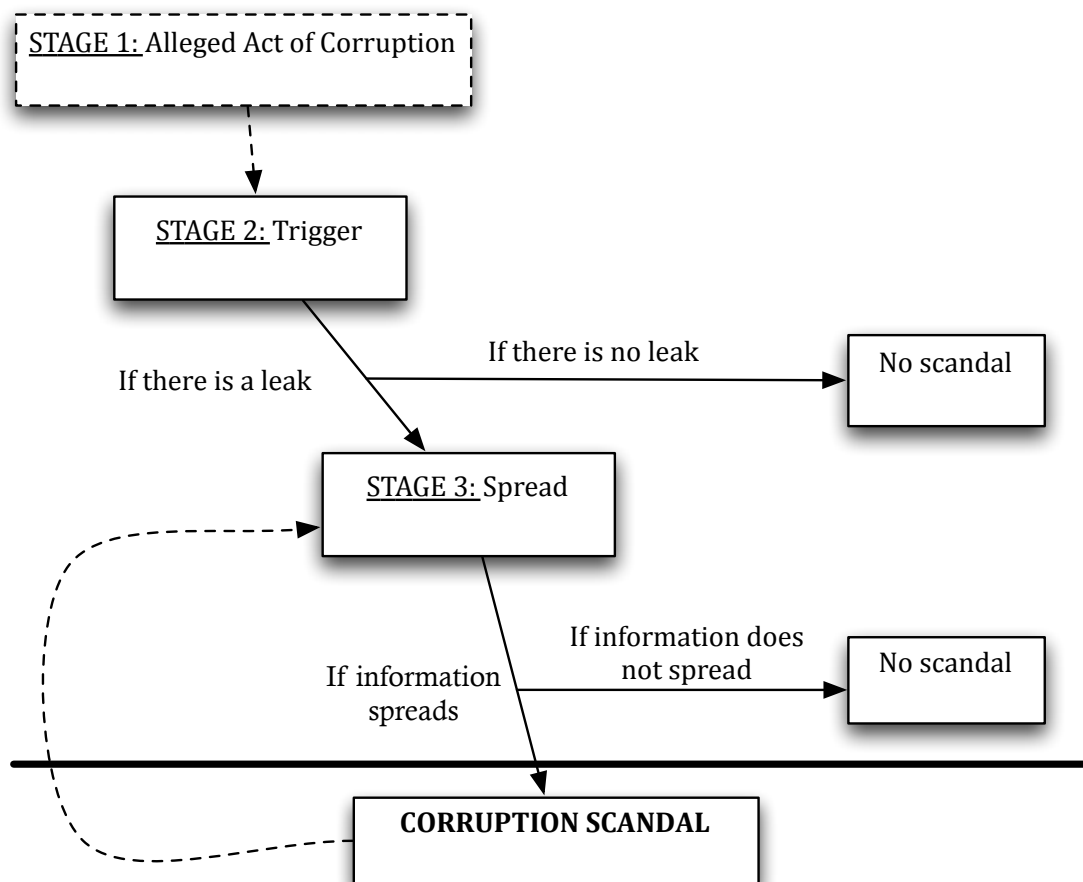 STAGE 1: Alleged Act of Corruption
STAGE 2: Trigger
If there is no leak
No scandal
If there is a leak
STAGE 3: Spread
If information does
not spread
No scandal
If information
spreads
CORRUPTION SCANDAL